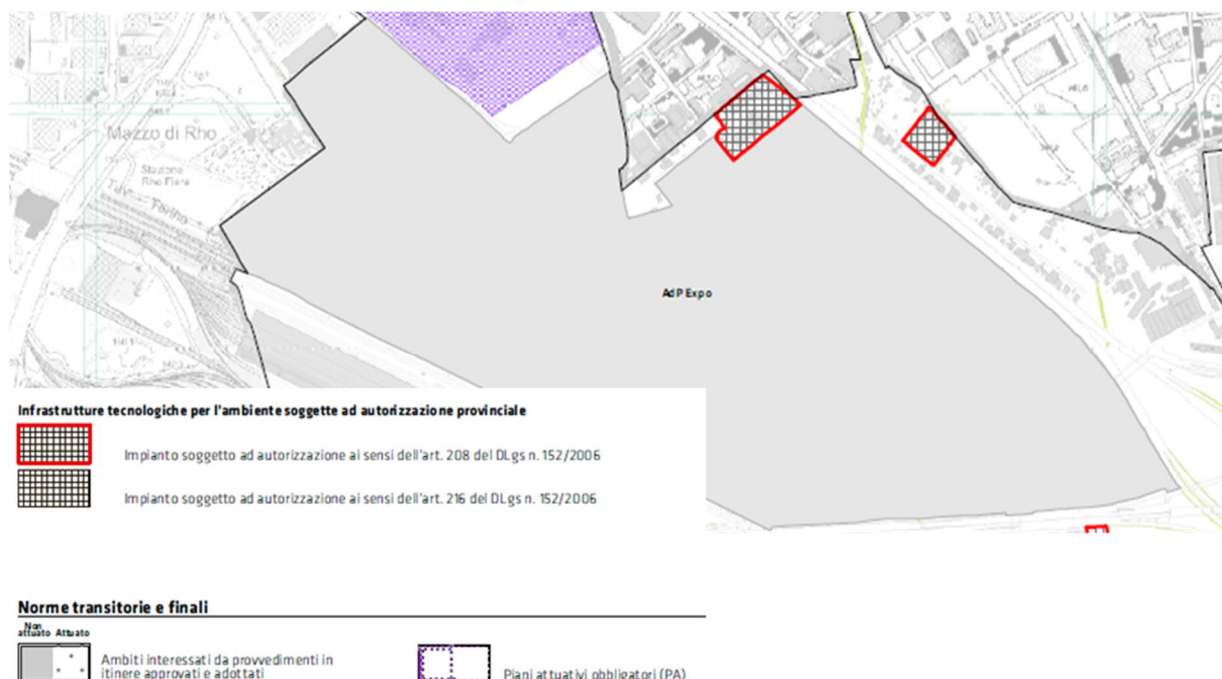 Mazzo di Rho
Stazione
Rho Fiera
Torino
AdP Expo
Infrastrutture tecnologiche per l'ambiente soggette ad autorizzazione provinciale
Impianto soggetto ad autorizzazione ai sensi dell'art. 208 del DLgs n. 152/2006
Impianto soggetto ad autorizzazione ai sensi dell'art. 216 del DLgs n. 152/2006
Norme transitorie e finali
Non
attuato Attuato
Ambiti interessati da provvedimenti in
itinere approvati e adottati
Piani attuativi obbligatori (PA)